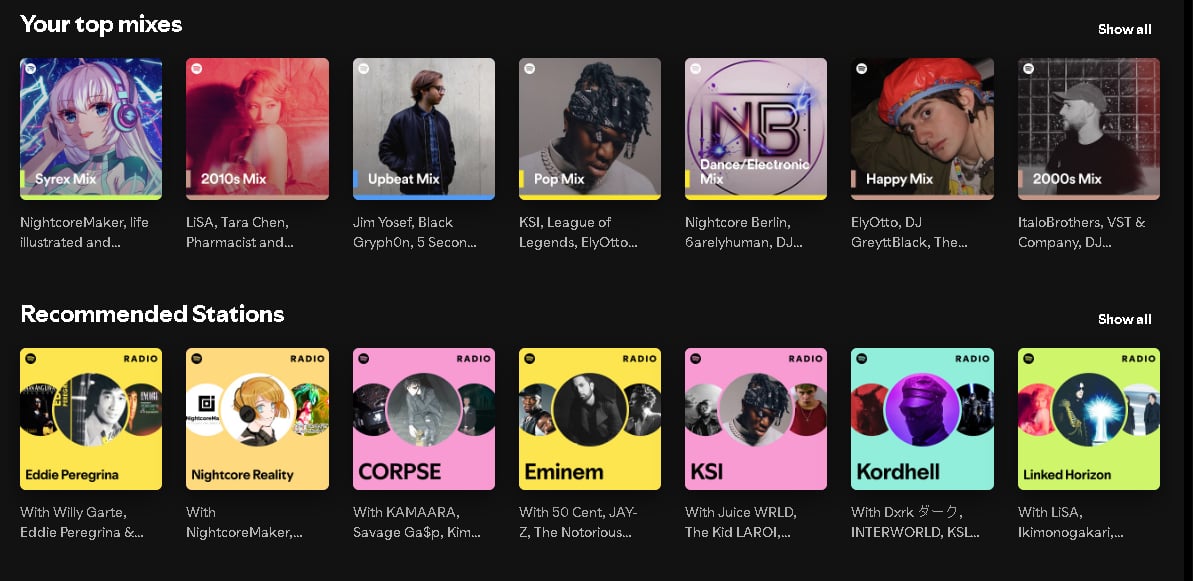 Your top mixes
Show all
Syrex Mix
2010s Mix
Upbeat Mix
Pop Mix
NB
Dance/Electronic
Mix
Happy Mix
2000s Mix
NightcoreMaker, life
illustrated and...
LiSA, Tara Chen,
Pharmacist and...
Jim Yosef, Black
Gryph0n, 5 Secon...
KSI, League of
Legends, ElyOtto...
Nightcore Berlin,
6arelyhuman, DJ...
ElyOtto, DJ
GreyttBlack, The...
ItaloBrothers, VST &
Company, DJ...
Recommended Stations
Show all
RADIO
Eddie Peregrina
RADIO
Nightcore Reality
RADIO
CORPSE
RADIO
Eminem
RADIO
KSI
RADIO
Kordhell
RADIO
Linked Horizon
With Willy Garte,
Eddie Peregrina &...
With
NightcoreMaker,...
With KAMAARA,
Savage Ga$p, Kim...
With 50 Cent, JAY-
Z, The Notorious...
With Juice WRLD,
The Kid LAROI,...
With Dxrk ダーク,
INTERWORLD, KSL...
With LiSA,
Ikimonogakari,...